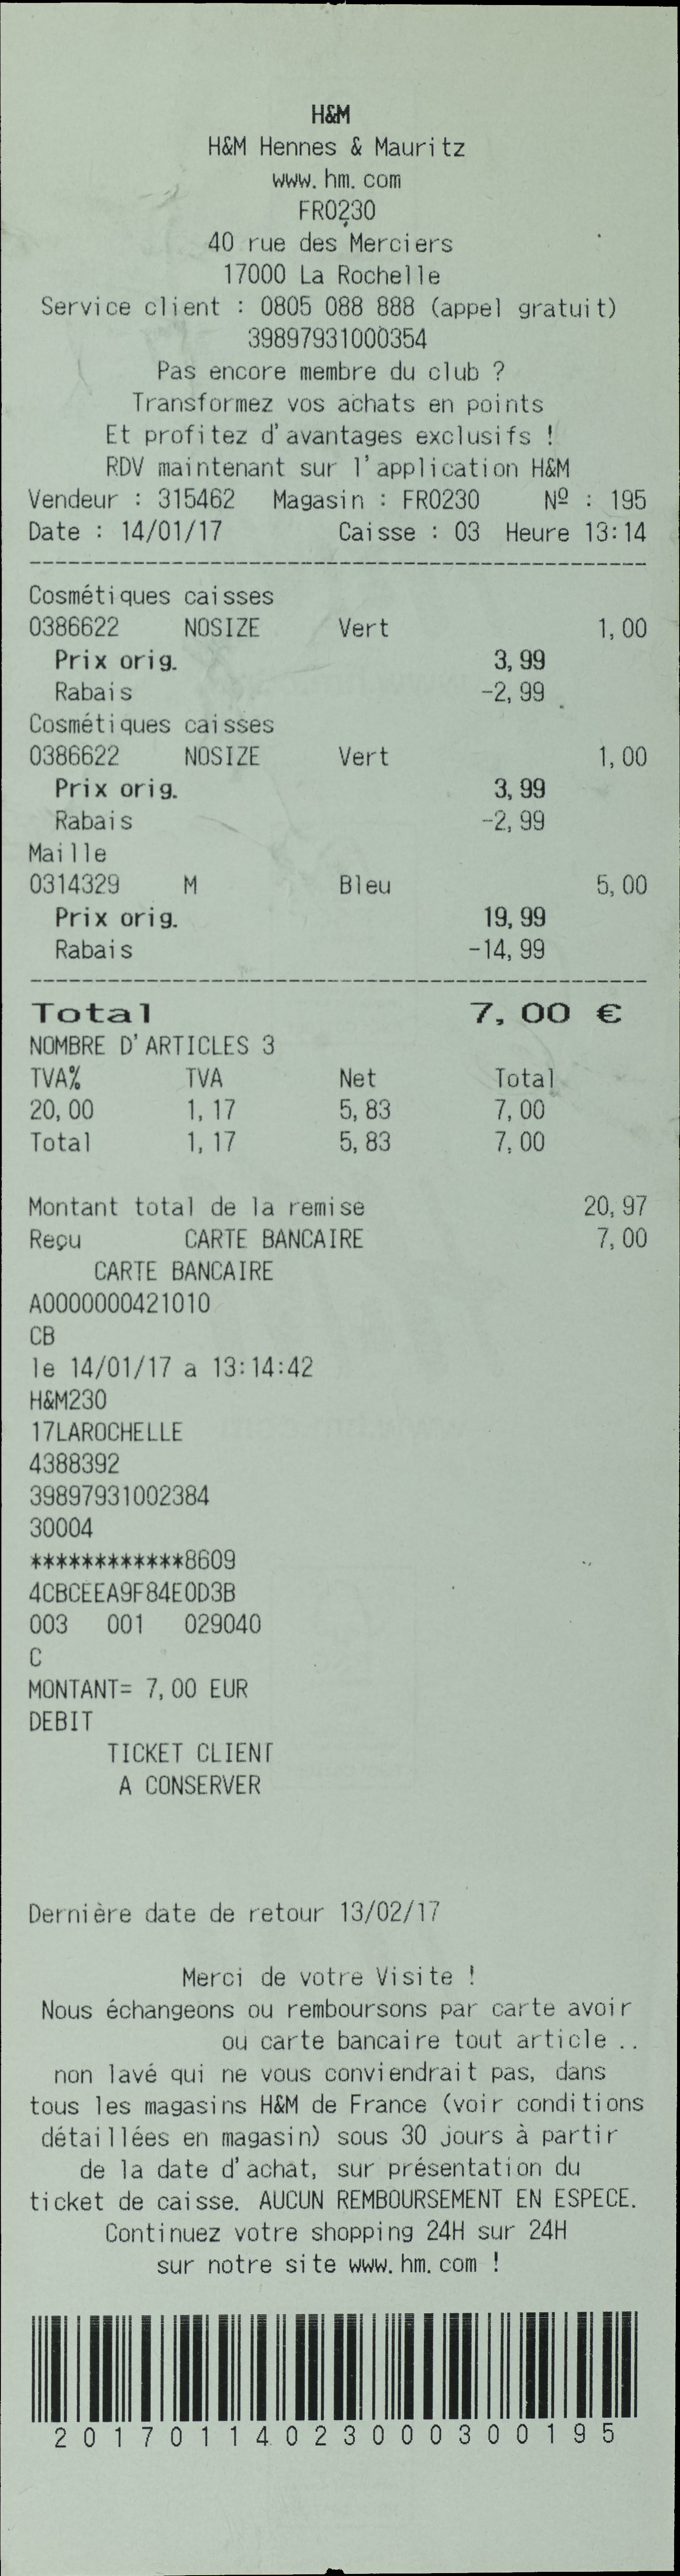 H&M
H&M Hennes & Mauritz
www.hm.com
FR0230
40 rue des Merciers
17000 La Rochelle
Service client : 0805 088 888 (appel gratuit)
39897931000354
Pas encore membre du club ?
Transformez vos achats en points
Et profitez d'avantages exclusifs !
RDV maintenant sur l'application H&M
Vendeur : 315462 Magasin : FR0230 Nº : 195
Date : 14/01/17 Caisse : 03 Heure 13:14
Cosmétiques caisses
0386622 NOSIZE Vert 1,00
Prix orig. 3,99
Rabais -2,99
Cosmétiques caisses
0386622 NOSIZE Vert 1,00
Prix orig. 3,99
Rabais -2,99
Maille
0314329 M Bleu 5,00
Prix orig. 19,99
Rabais -14,99
Total 7,00 €
NOMBRE D'ARTICLES 3
TVA% TVA Net Total
20,00 1,17 5,83 7,00
Total 1,17 5,83 7,00
Montant total de la remise 20,97
Reçu CARTE BANCAIRE 7,00
CARTE BANCAIRE
A0000000421010
CB
le 14/01/17 a 13:14:42
H&M230
17LAROCHELLE
4388392
39897931002384
30004
************8609
4CBCEEA9F84E0D3B
003 001 029040
C
MONTANT= 7,00 EUR
DEBIT
TICKET CLIENT
A CONSERVER
Dernière date de retour 13/02/17
Merci de votre Visite !
Nous échangeons ou remboursons par carte avoir
ou carte bancaire tout article ..
non lavé qui ne vous conviendrait pas, dans
tous les magasins H&M de France (voir conditions
détaillées en magasin) sous 30 jours à partir
de la date d'achat, sur présentation du
ticket de caisse. AUCUN REMBOURSEMENT EN ESPECE.
Continuez votre shopping 24H sur 24H
sur notre site www.hm.com !
20170114023000300195